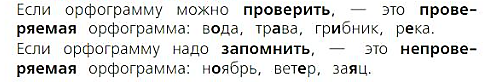 Если орфограмму можно проверить, — это прове-
ряемая орфограмма: вода, трава, грибник, река.
Если орфограмму надо запомнить, — это непрове-
ряемая орфограмма: ноябрь, ветер, заяц.